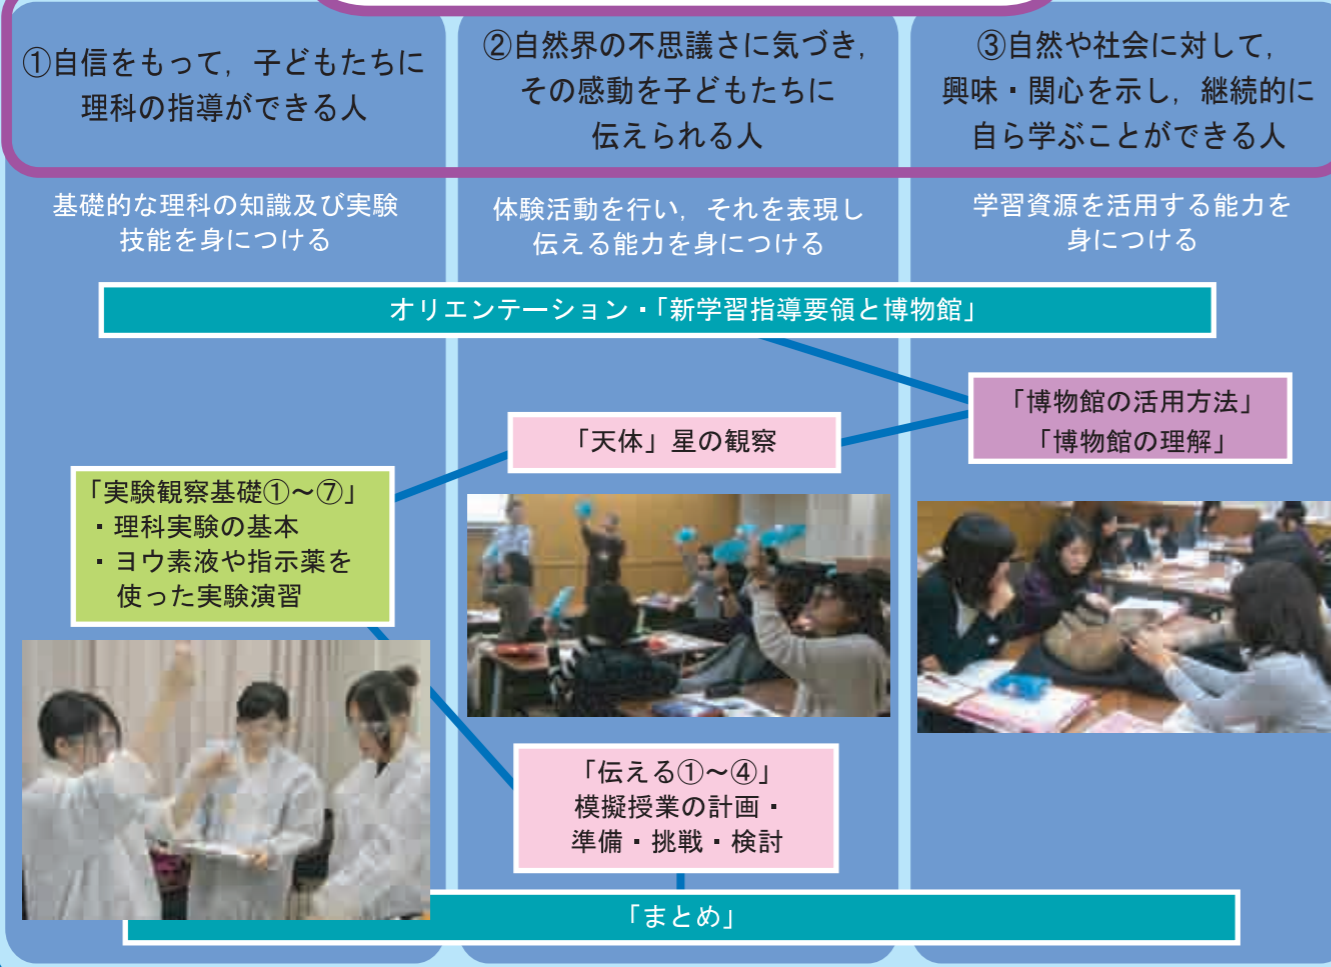 ①自信をもって，子どもたちに
理科の指導ができる人
②自然界の不思議さに気づき，
その感動を子どもたちに
伝えられる人
③自然や社会に対して，
興味・関心を示し，継続的に
自ら学ぶことができる人
基礎的な理科の知識及び実験
技能を身につける
体験活動を行い，それを表現し
伝える能力を身につける
学習資源を活用する能力を
身につける
オリエンテーション・「新学習指導要領と博物館」
「博物館の活用方法」
「博物館の理解」
「天体」星の観察
「実験観察基礎①～⑦」
・理科実験の基本
・ヨウ素液や指示薬を
使った実験演習
「伝える①～④」
模擬授業の計画・
準備・挑戦・検討
「まとめ」